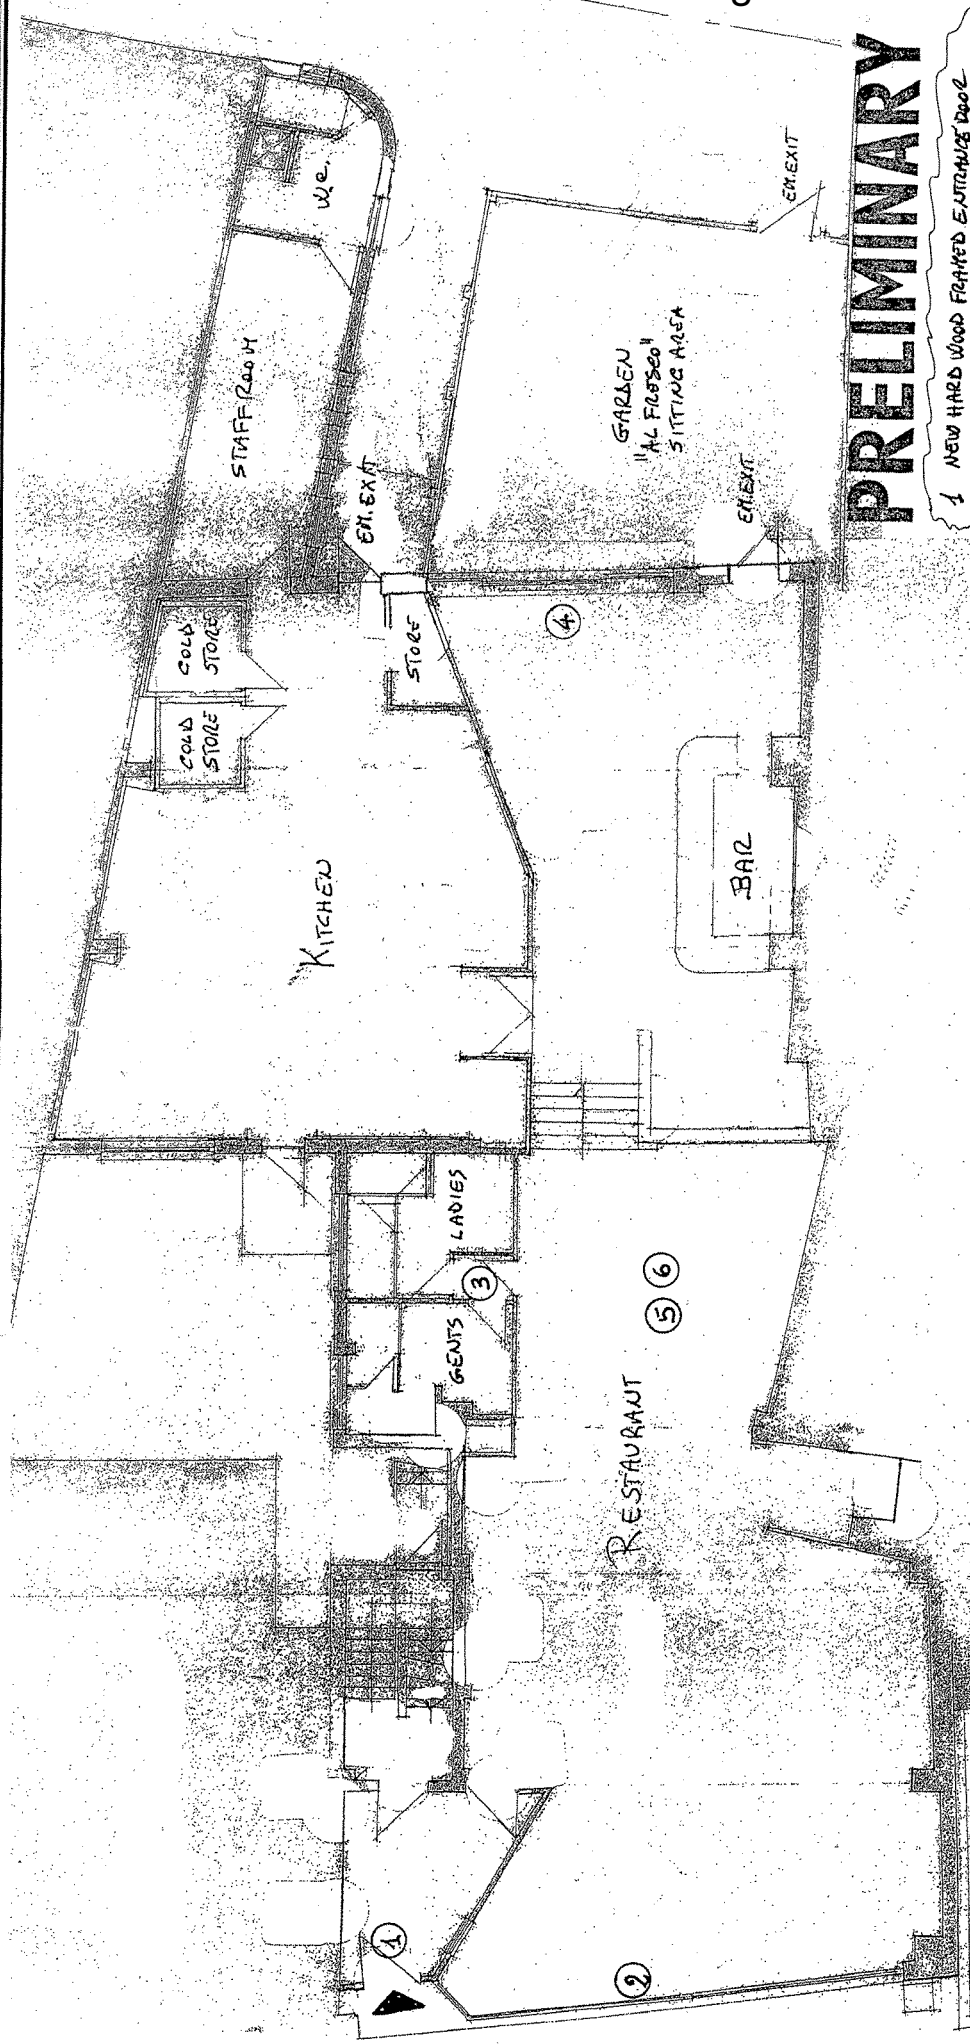 PRELIMINARY
1 NEW HARD WOOD FRAMED ENTRANCE DOOR
W.C.
STAFF ROOM
EM.EXIT
EM.EXIT
GARDEN
"AL FRESCO"
SITTING AREA
EM.EXIT
COLD
STORE
COLD
STORE
STORE
4
KITCHEN
BAR
LADIES
3
GENTS
5
6
RESTAURANT
1
2